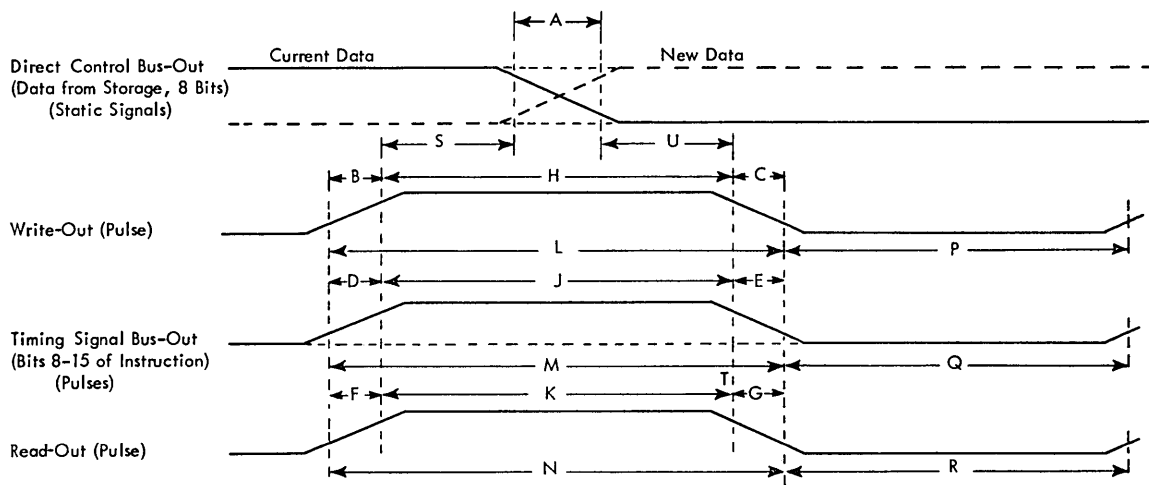 A
Current Data New Data
Direct Control Bus-Out
(Data from Storage, 8 Bits)
(Static Signals)
S U
B H C
Write-Out (Pulse)
L P
D J E
Timing Signal Bus-Out
(Bits 8-15 of Instruction)
(Pulses)
M Q
T
F K G
Read-Out (Pulse)
N R